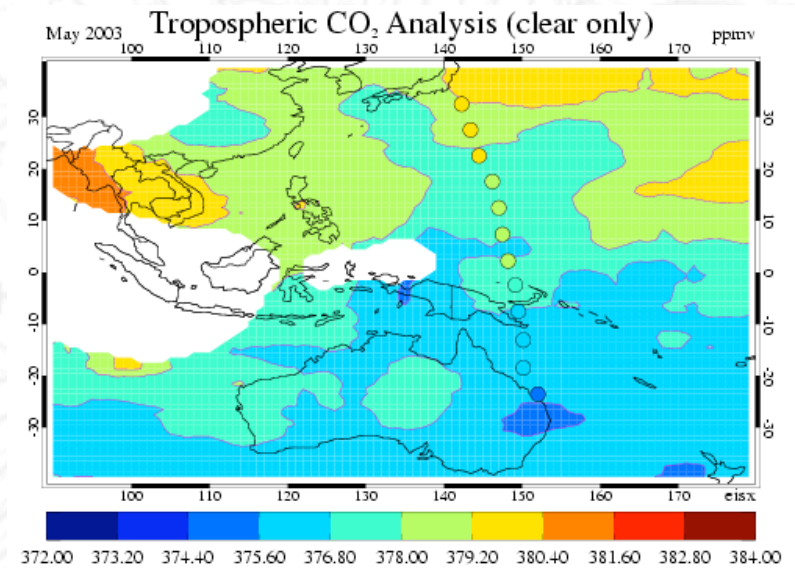 May 2003 Tropospheric CO₂ Analysis (clear only) ppmv
100 110 120 130 140 150 160 170
30 30
20 20
10 10
0 0
-10 -10
-20 -20
-30 -30
100 110 120 130 140 150 160 170 eisx
372.00 373.20 374.40 375.60 376.80 378.00 379.20 380.40 381.60 382.80 384.00